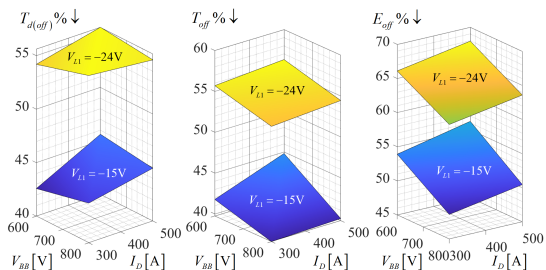 T_d(off) %↓
T_off %↓
E_off %↓
55
50
45
40
V_L1 = −24V
V_L1 = −15V
600
700
800
300
400
500
V_BB [V]
I_D [A]
60
55
50
45
40
V_L1 = −24V
V_L1 = −15V
600
700
800
300
400
500
V_BB [V]
I_D [A]
70
65
60
55
50
45
V_L1 = −24V
V_L1 = −15V
600
700
800
300
400
500
V_BB [V]
I_D [A]